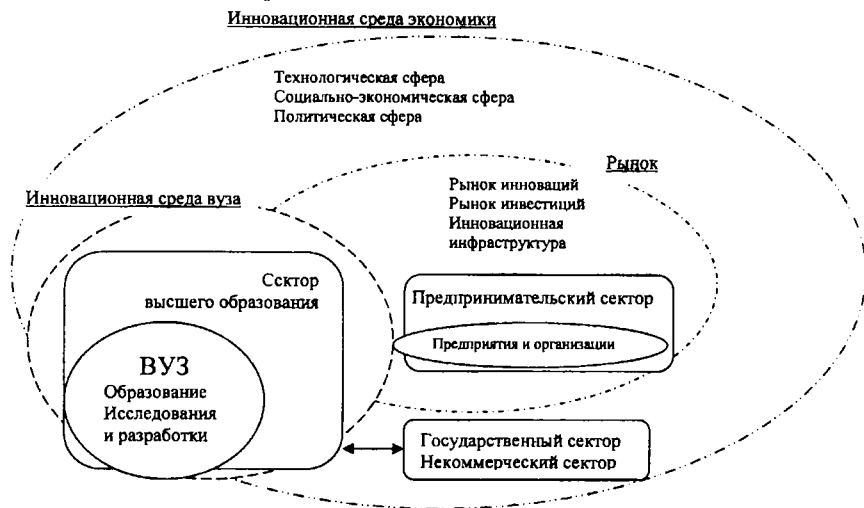 Инновационная среда экономики
Технологическая сфера
Социально-экономическая сфера
Политическая сфера
Рынок
Рынок инноваций
Рынок инвестиций
Инновационная
инфраструктура
Инновационная среда вуза
Сектор
высшего образования
Предпринимательский сектор
Предприятия и организации
ВУЗ
Образование
Исследования
и разработки
Государственный сектор
Некоммерческий сектор